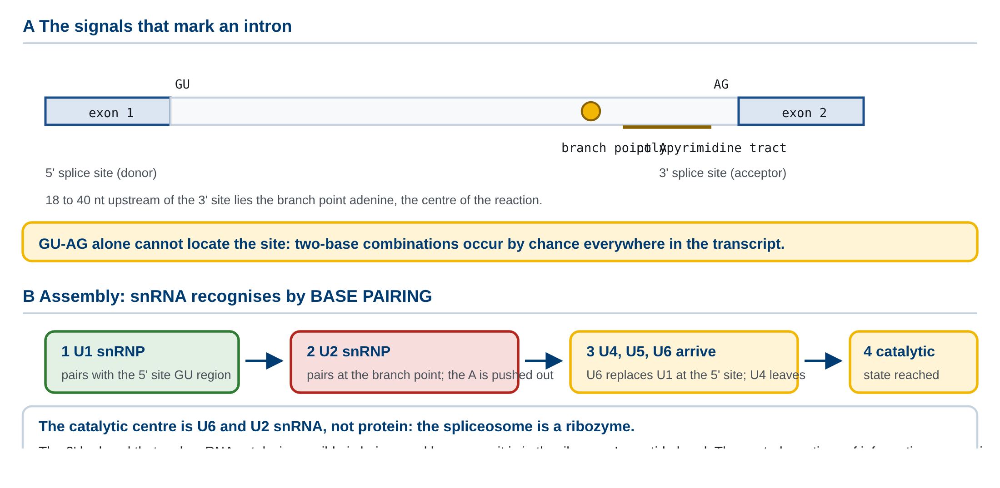 A The signals that mark an intron
GU AG
exon 1 exon 2
branch point A polypyrimidine tract
5' splice site (donor) 3' splice site (acceptor)
18 to 40 nt upstream of the 3' site lies the branch point adenine, the centre of the reaction.
GU-AG alone cannot locate the site: two-base combinations occur by chance everywhere in the transcript.
B Assembly: snRNA recognises by BASE PAIRING
1 U1 snRNP
pairs with the 5' site GU region
2 U2 snRNP
pairs at the branch point; the A is pushed out
3 U4, U5, U6 arrive
U6 replaces U1 at the 5' site; U4 leaves
4 catalytic
state reached
The catalytic centre is U6 and U2 snRNA, not protein: the spliceosome is a ribozyme.